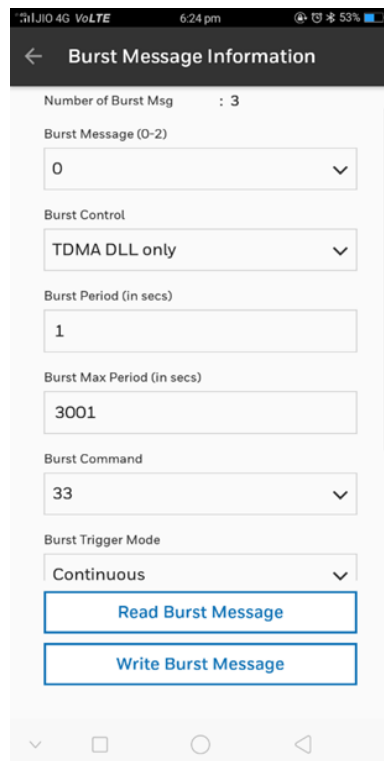 JIO 4G VoLTE 6:24 pm 53%
Burst Message Information
Number of Burst Msg : 3
Burst Message (0-2)
0
Burst Control
TDMA DLL only
Burst Period (in secs)
1
Burst Max Period (in secs)
3001
Burst Command
33
Burst Trigger Mode
Continuous
Read Burst Message
Write Burst Message